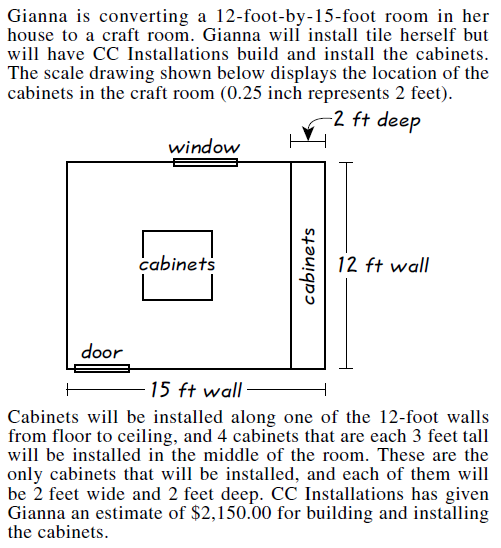 Gianna is converting a 12-foot-by-15-foot room in her
house to a craft room. Gianna will install tile herself but
will have CC Installations build and install the cabinets.
The scale drawing shown below displays the location of the
cabinets in the craft room (0.25 inch represents 2 feet).
2 ft deep
window
cabinets
cabinets
12 ft wall
door
15 ft wall
Cabinets will be installed along one of the 12-foot walls
from floor to ceiling, and 4 cabinets that are each 3 feet tall
will be installed in the middle of the room. These are the
only cabinets that will be installed, and each of them will
be 2 feet wide and 2 feet deep. CC Installations has given
Gianna an estimate of $2,150.00 for building and installing
the cabinets.